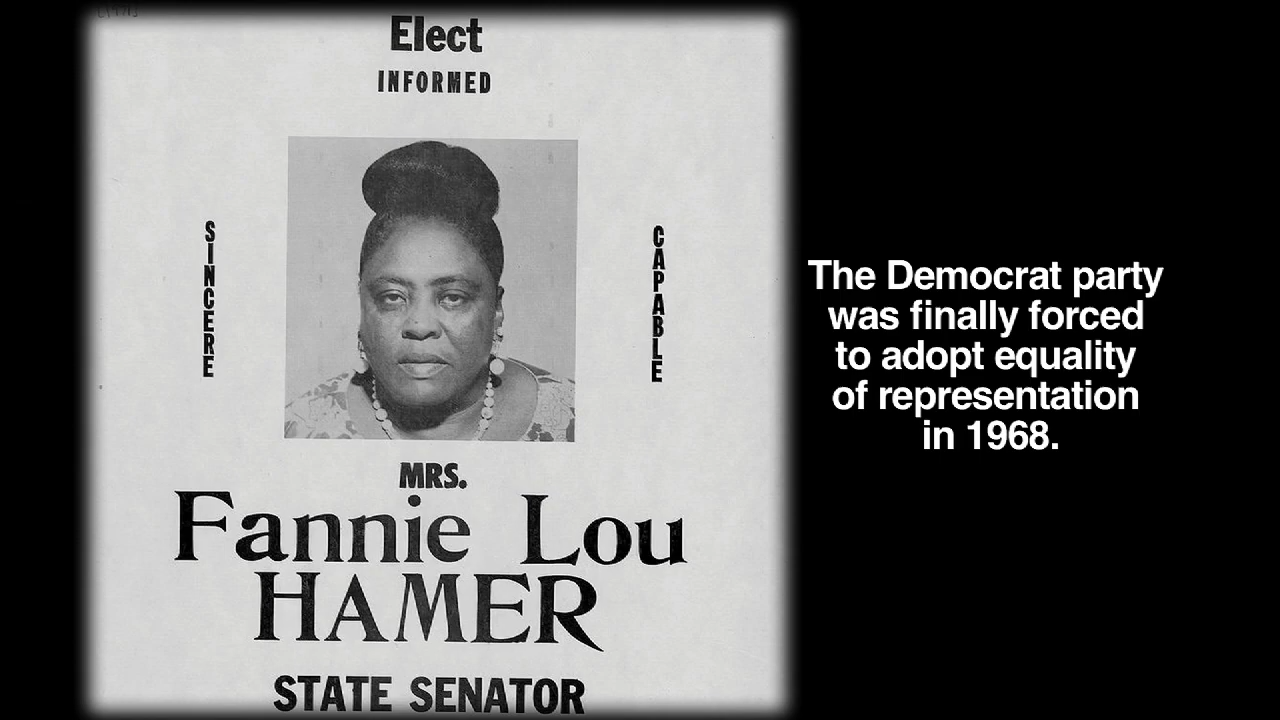 Elect
INFORMED
SINCERE
CAPABLE
MRS.
Fannie Lou
HAMER
STATE SENATOR
The Democrat party
was finally forced
to adopt equality
of representation
in 1968.